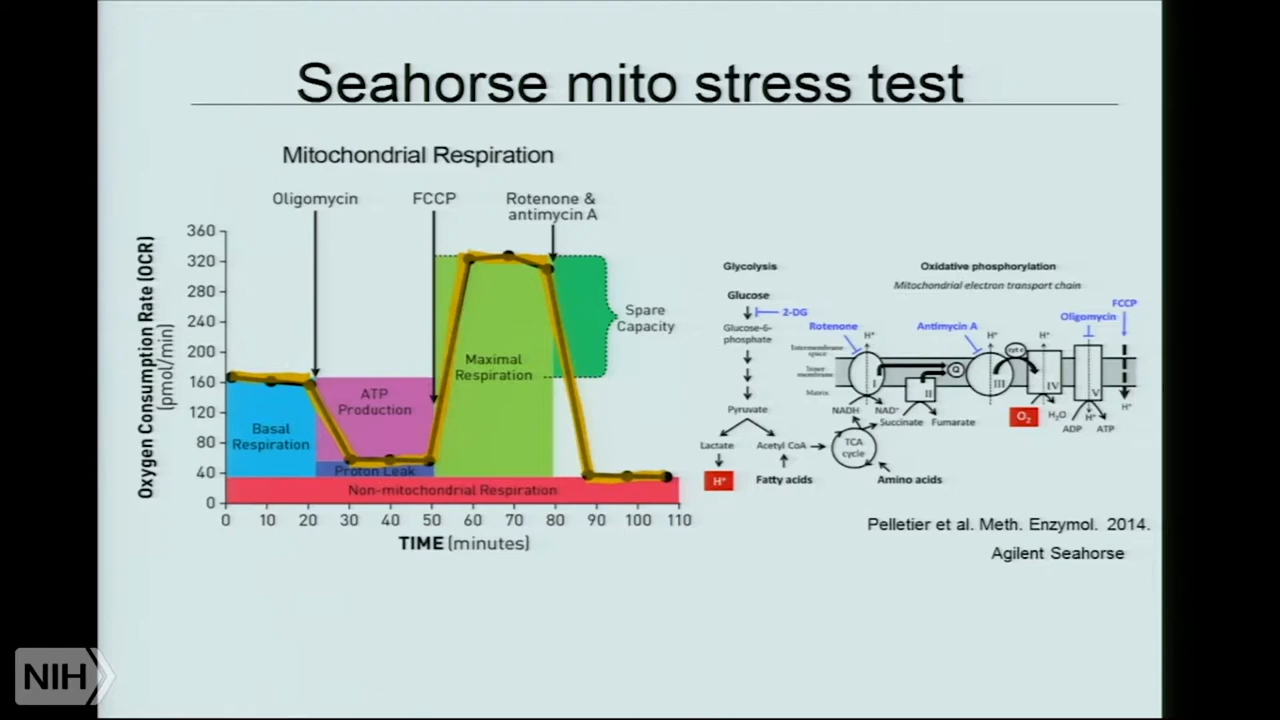 Seahorse mito stress test
Mitochondrial Respiration
Oligomycin
FCCP
Rotenone &
antimycin A
Oxygen Consumption Rate (OCR)
(pmol/min)
360
320
280
240
200
160
120
80
40
0
Basal
Respiration
ATP
Production
Proton Leak
Maximal
Respiration
Spare
Capacity
Non-mitochondrial Respiration
0 10 20 30 40 50 60 70 80 90 100 110
TIME (minutes)
Glycolysis
Glucose
2-DG
Glucose-6-
phosphate
Pyruvate
Lactate
Acetyl CoA
H⁺
Fatty acids
Oxidative phosphorylation
Mitochondrial electron transport chain
FCCP
Oligomycin
Rotenone
Antimycin A
H⁺
H⁺
H⁺
Intermembrane
space
Inner
membrane
Matrix
I
II
Q
III
cyt c
IV
V
NADH
NAD⁺
Succinate
Fumarate
O₂
H₂O
H⁺
ADP
ATP
H⁺
TCA
cycle
Amino acids
Pelletier et al. Meth. Enzymol. 2014.
Agilent Seahorse
NIH